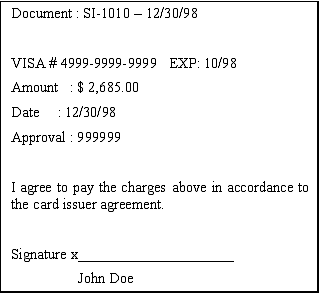 Document : SI-1010 – 12/30/98
VISA # 4999-9999-9999 EXP: 10/98
Amount : $ 2,685.00
Date : 12/30/98
Approval : 999999
I agree to pay the charges above in accordance to
the card issuer agreement.
Signature x______________________
John Doe